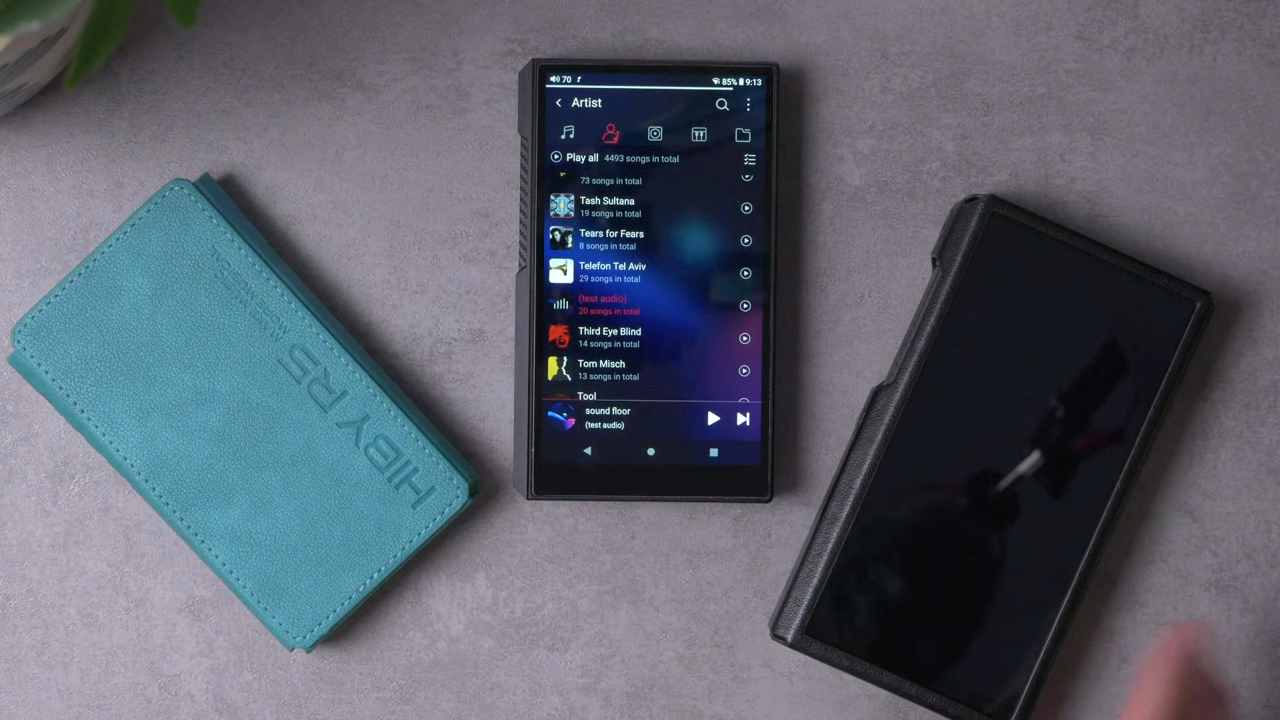 HIBY R5
70
85% 9:13
Artist
Play all 4493 songs in total
73 songs in total
Tash Sultana
19 songs in total
Tears for Fears
8 songs in total
Telefon Tel Aviv
29 songs in total
(test audio)
20 songs in total
Third Eye Blind
14 songs in total
Tom Misch
13 songs in total
Tool
sound floor
(test audio)